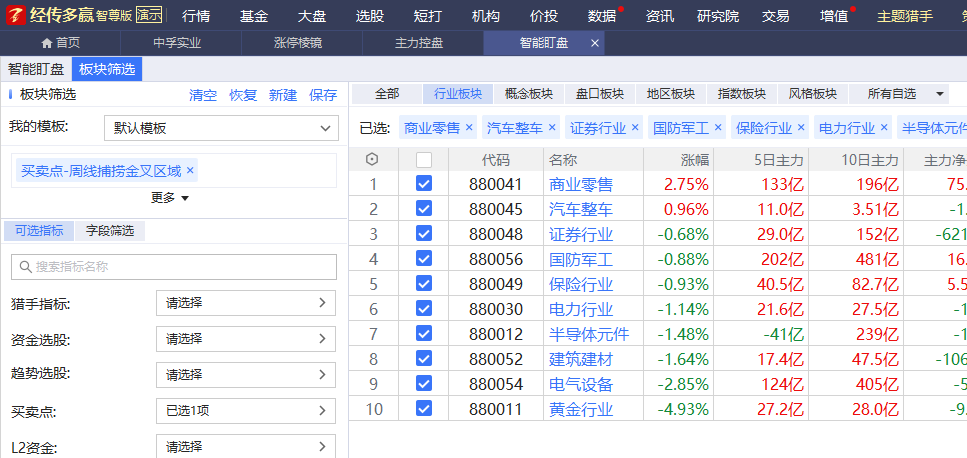 经传多赢 智尊版 演示 行情 基金 大盘 选股 短打 机构 价投 数据 资讯 研究院 交易 增值 主题猎手
首页 中孚实业 涨停棱镜 主力控盘 智能盯盘 ×
智能盯盘 板块筛选
板块筛选 清空 恢复 新建 保存
我的模板: 默认模板
买卖点-周线捕捞金叉区域 ×
更多
可选指标 字段筛选
搜索指标名称
猎手指标: 请选择
资金选股: 请选择
趋势选股: 请选择
买卖点: 已选1项
L2资金: 请选择
全部 行业板块 概念板块 盘口板块 地区板块 指数板块 风格板块 所有自选
已选: 商业零售 × 汽车整车 × 证券行业 × 国防军工 × 保险行业 × 电力行业 × 半导体元件
代码 名称 涨幅 5日主力 10日主力 主力净
1 880041 商业零售 2.75% 133亿 196亿 75.
2 880045 汽车整车 0.96% 11.0亿 3.51亿 -1.
3 880048 证券行业 -0.68% 29.0亿 152亿 -621
4 880056 国防军工 -0.88% 202亿 481亿 16.
5 880049 保险行业 -0.93% 40.5亿 82.7亿 5.5
6 880030 电力行业 -1.14% 21.6亿 27.5亿 -1
7 880012 半导体元件 -1.48% -41亿 239亿 -1
8 880052 建筑建材 -1.64% 17.4亿 47.5亿 -106
9 880054 电气设备 -2.85% 124亿 405亿 -5
10 880011 黄金行业 -4.93% 27.2亿 28.0亿 -9.